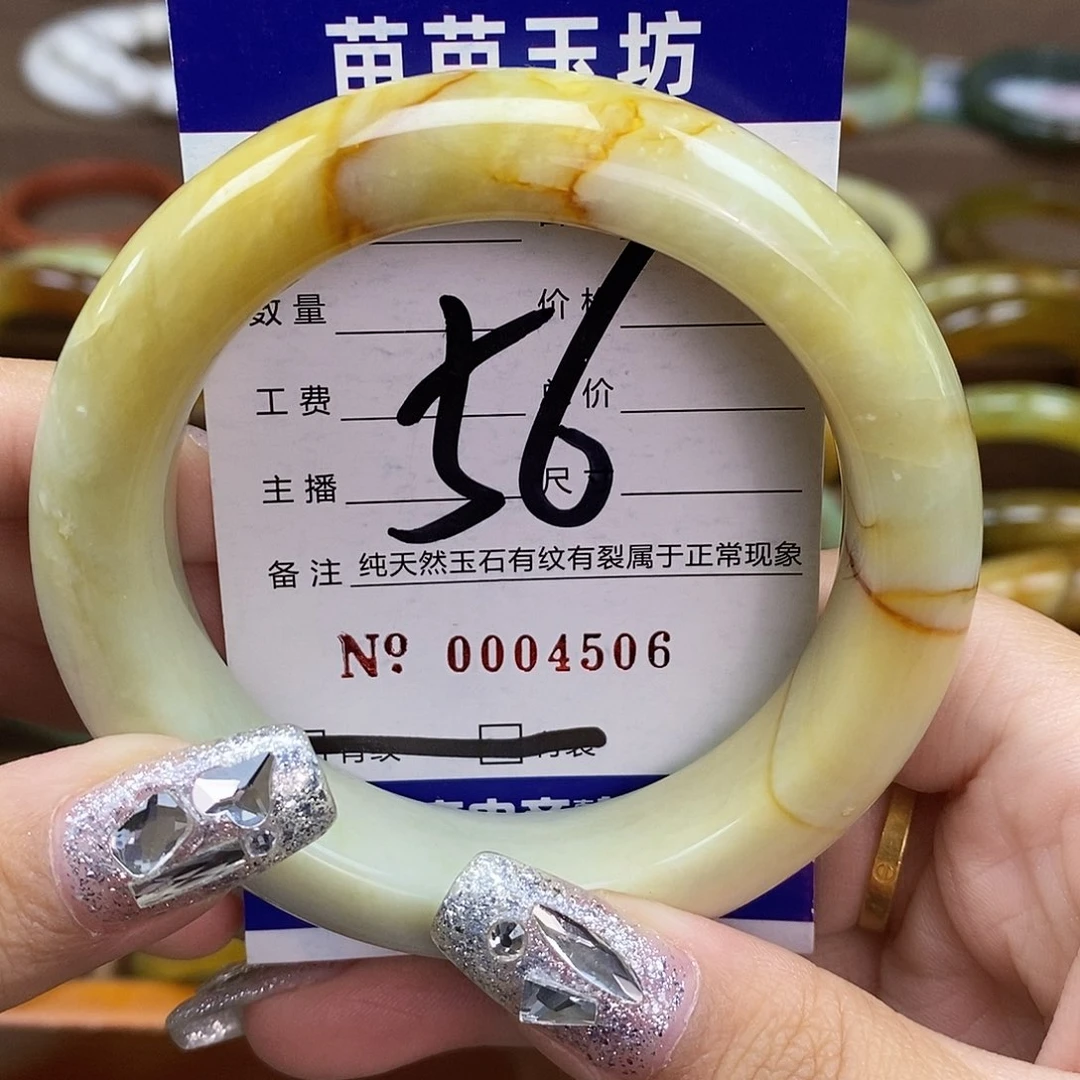 苗苗玉坊
数量 价格
工费 单价
56
主播 尺寸
备注 纯天然玉石有纹有裂属于正常现象
Nº 0004506
有纹 有裂